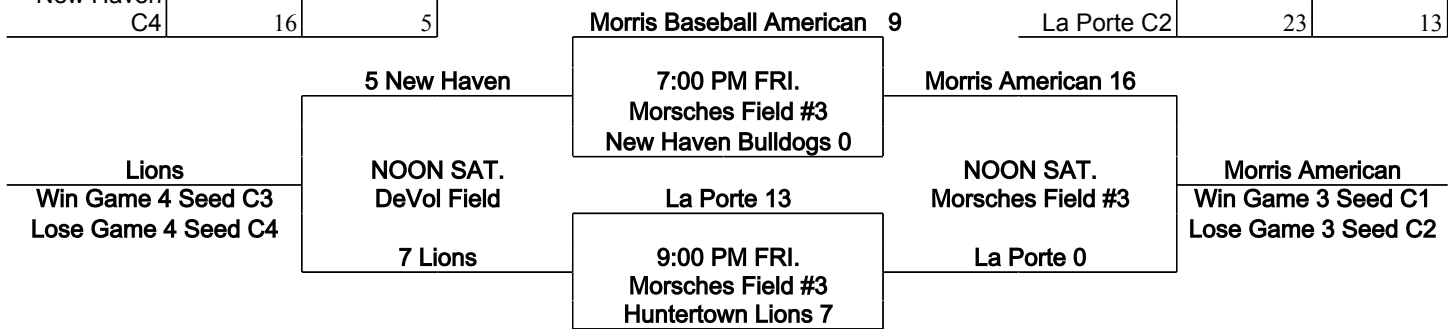 New Haven
C4 16 5
La Porte C2 23 13
Morris Baseball American 9
5 New Haven
7:00 PM FRI.
Morris American 16
Morsches Field #3
New Haven Bulldogs 0
Lions
NOON SAT.
NOON SAT.
Morris American
Win Game 4 Seed C3
DeVol Field
La Porte 13
Morsches Field #3
Win Game 3 Seed C1
Lose Game 4 Seed C4
Lose Game 3 Seed C2
7 Lions
9:00 PM FRI.
La Porte 0
Morsches Field #3
Huntertown Lions 7